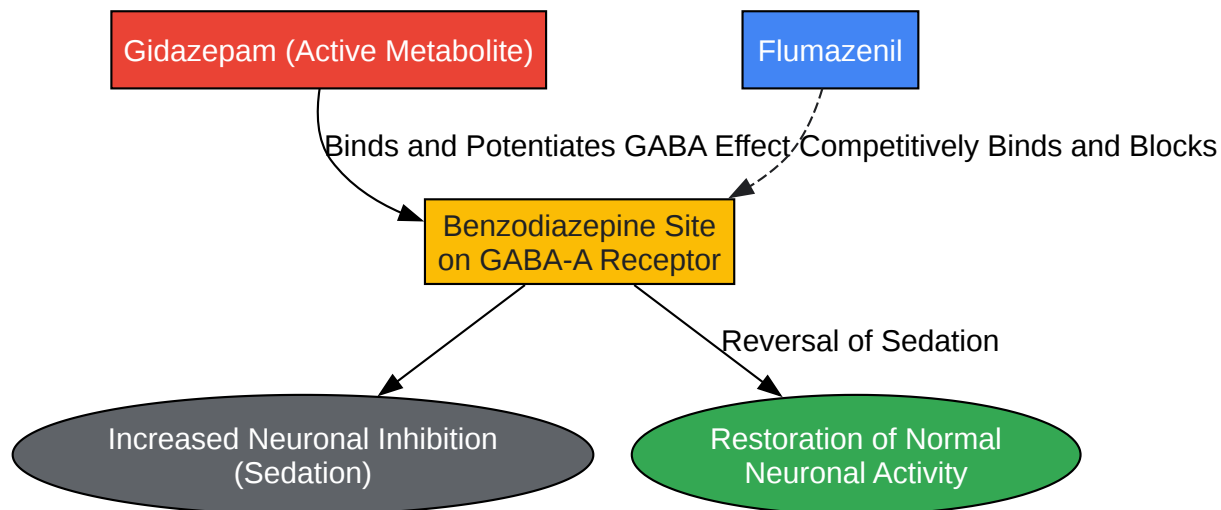 Gidazepam (Active Metabolite)
Flumazenil
Binds and Potentiates GABA Effect
Competitively Binds and Blocks
Benzodiazepine Site
on GABA-A Receptor
Reversal of Sedation
Increased Neuronal Inhibition
(Sedation)
Restoration of Normal
Neuronal Activity